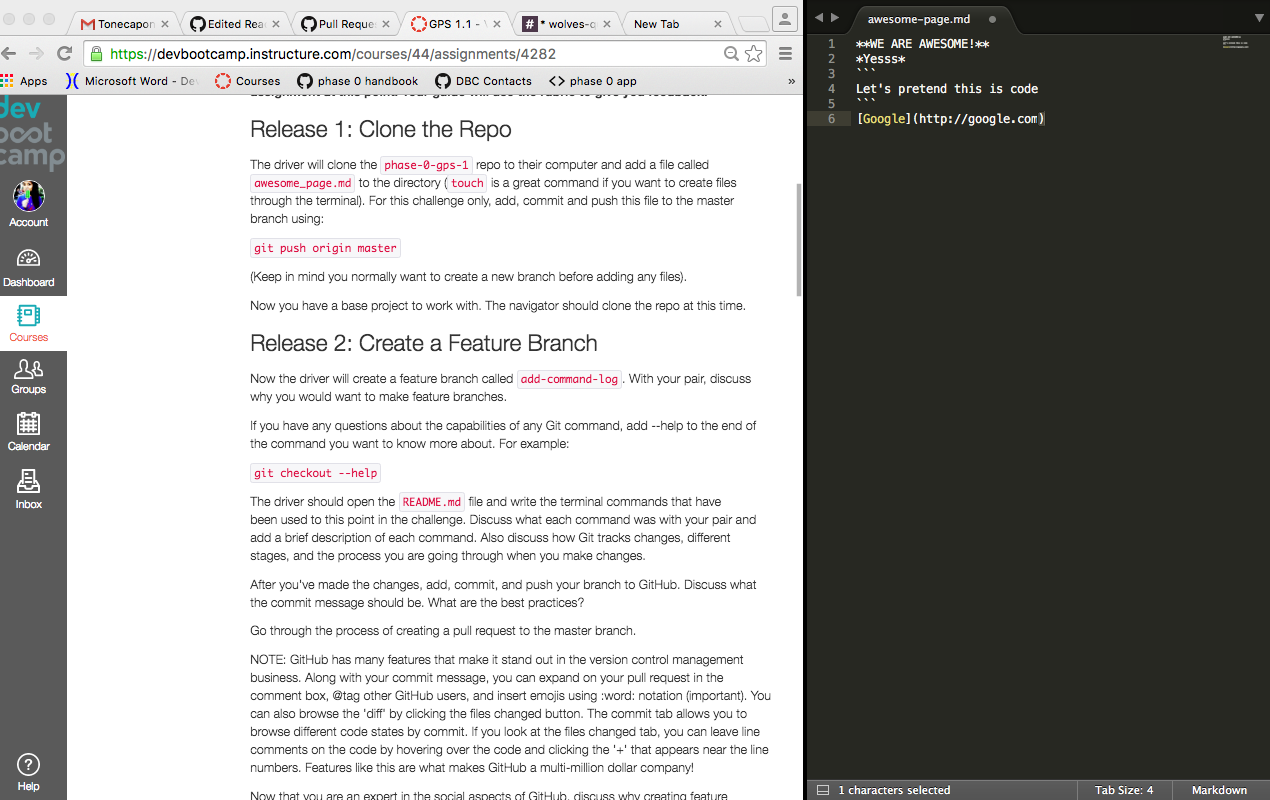 Tonecapon
Edited Rea
Pull Reque
GPS 1.1 -
* wolves-q
New Tab
https://devbootcamp.instructure.com/courses/44/assignments/4282
Apps
Microsoft Word - De
Courses
phase 0 handbook
DBC Contacts
<> phase 0 app
»
dev
boot
camp
Account
Dashboard
Courses
Groups
Calendar
Inbox
Help
Release 1: Clone the Repo
The driver will clone the phase-0-gps-1 repo to their computer and add a file called
awesome_page.md to the directory ( touch is a great command if you want to create files
through the terminal). For this challenge only, add, commit and push this file to the master
branch using:
git push origin master
(Keep in mind you normally want to create a new branch before adding any files).
Now you have a base project to work with. The navigator should clone the repo at this time.
Release 2: Create a Feature Branch
Now the driver will create a feature branch called add-command-log. With your pair, discuss
why you would want to make feature branches.
If you have any questions about the capabilities of any Git command, add --help to the end of
the command you want to know more about. For example:
git checkout --help
The driver should open the README.md file and write the terminal commands that have
been used to this point in the challenge. Discuss what each command was with your pair and
add a brief description of each command. Also discuss how Git tracks changes, different
stages, and the process you are going through when you make changes.
After you've made the changes, add, commit, and push your branch to GitHub. Discuss what
the commit message should be. What are the best practices?
Go through the process of creating a pull request to the master branch.
NOTE: GitHub has many features that make it stand out in the version control management
business. Along with your commit message, you can expand on your pull request in the
comment box, @tag other GitHub users, and insert emojis using :word: notation (important). You
can also browse the 'diff' by clicking the files changed button. The commit tab allows you to
browse different code states by commit. If you look at the files changed tab, you can leave line
comments on the code by hovering over the code and clicking the '+' that appears near the line
numbers. Features like this are what makes GitHub a multi-million dollar company!
Now that you are an expert in the social aspects of GitHub, discuss why creating feature
awesome-page.md
1 **WE ARE AWESOME!**
2 *Yesss*
3 ```
4 Let's pretend this is code
5 ```
6 [Google](http://google.com)
1 characters selected
Tab Size: 4
Markdown